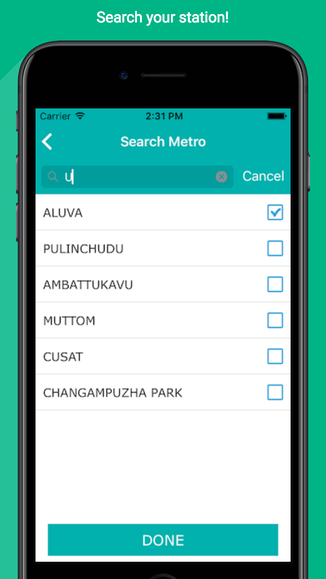 Search your station!
Carrier 2:31 PM
Search Metro
U Cancel
ALUVA
PULINCHUDU
AMBATTUKAVU
MUTTOM
CUSAT
CHANGAMPUZHA PARK
DONE